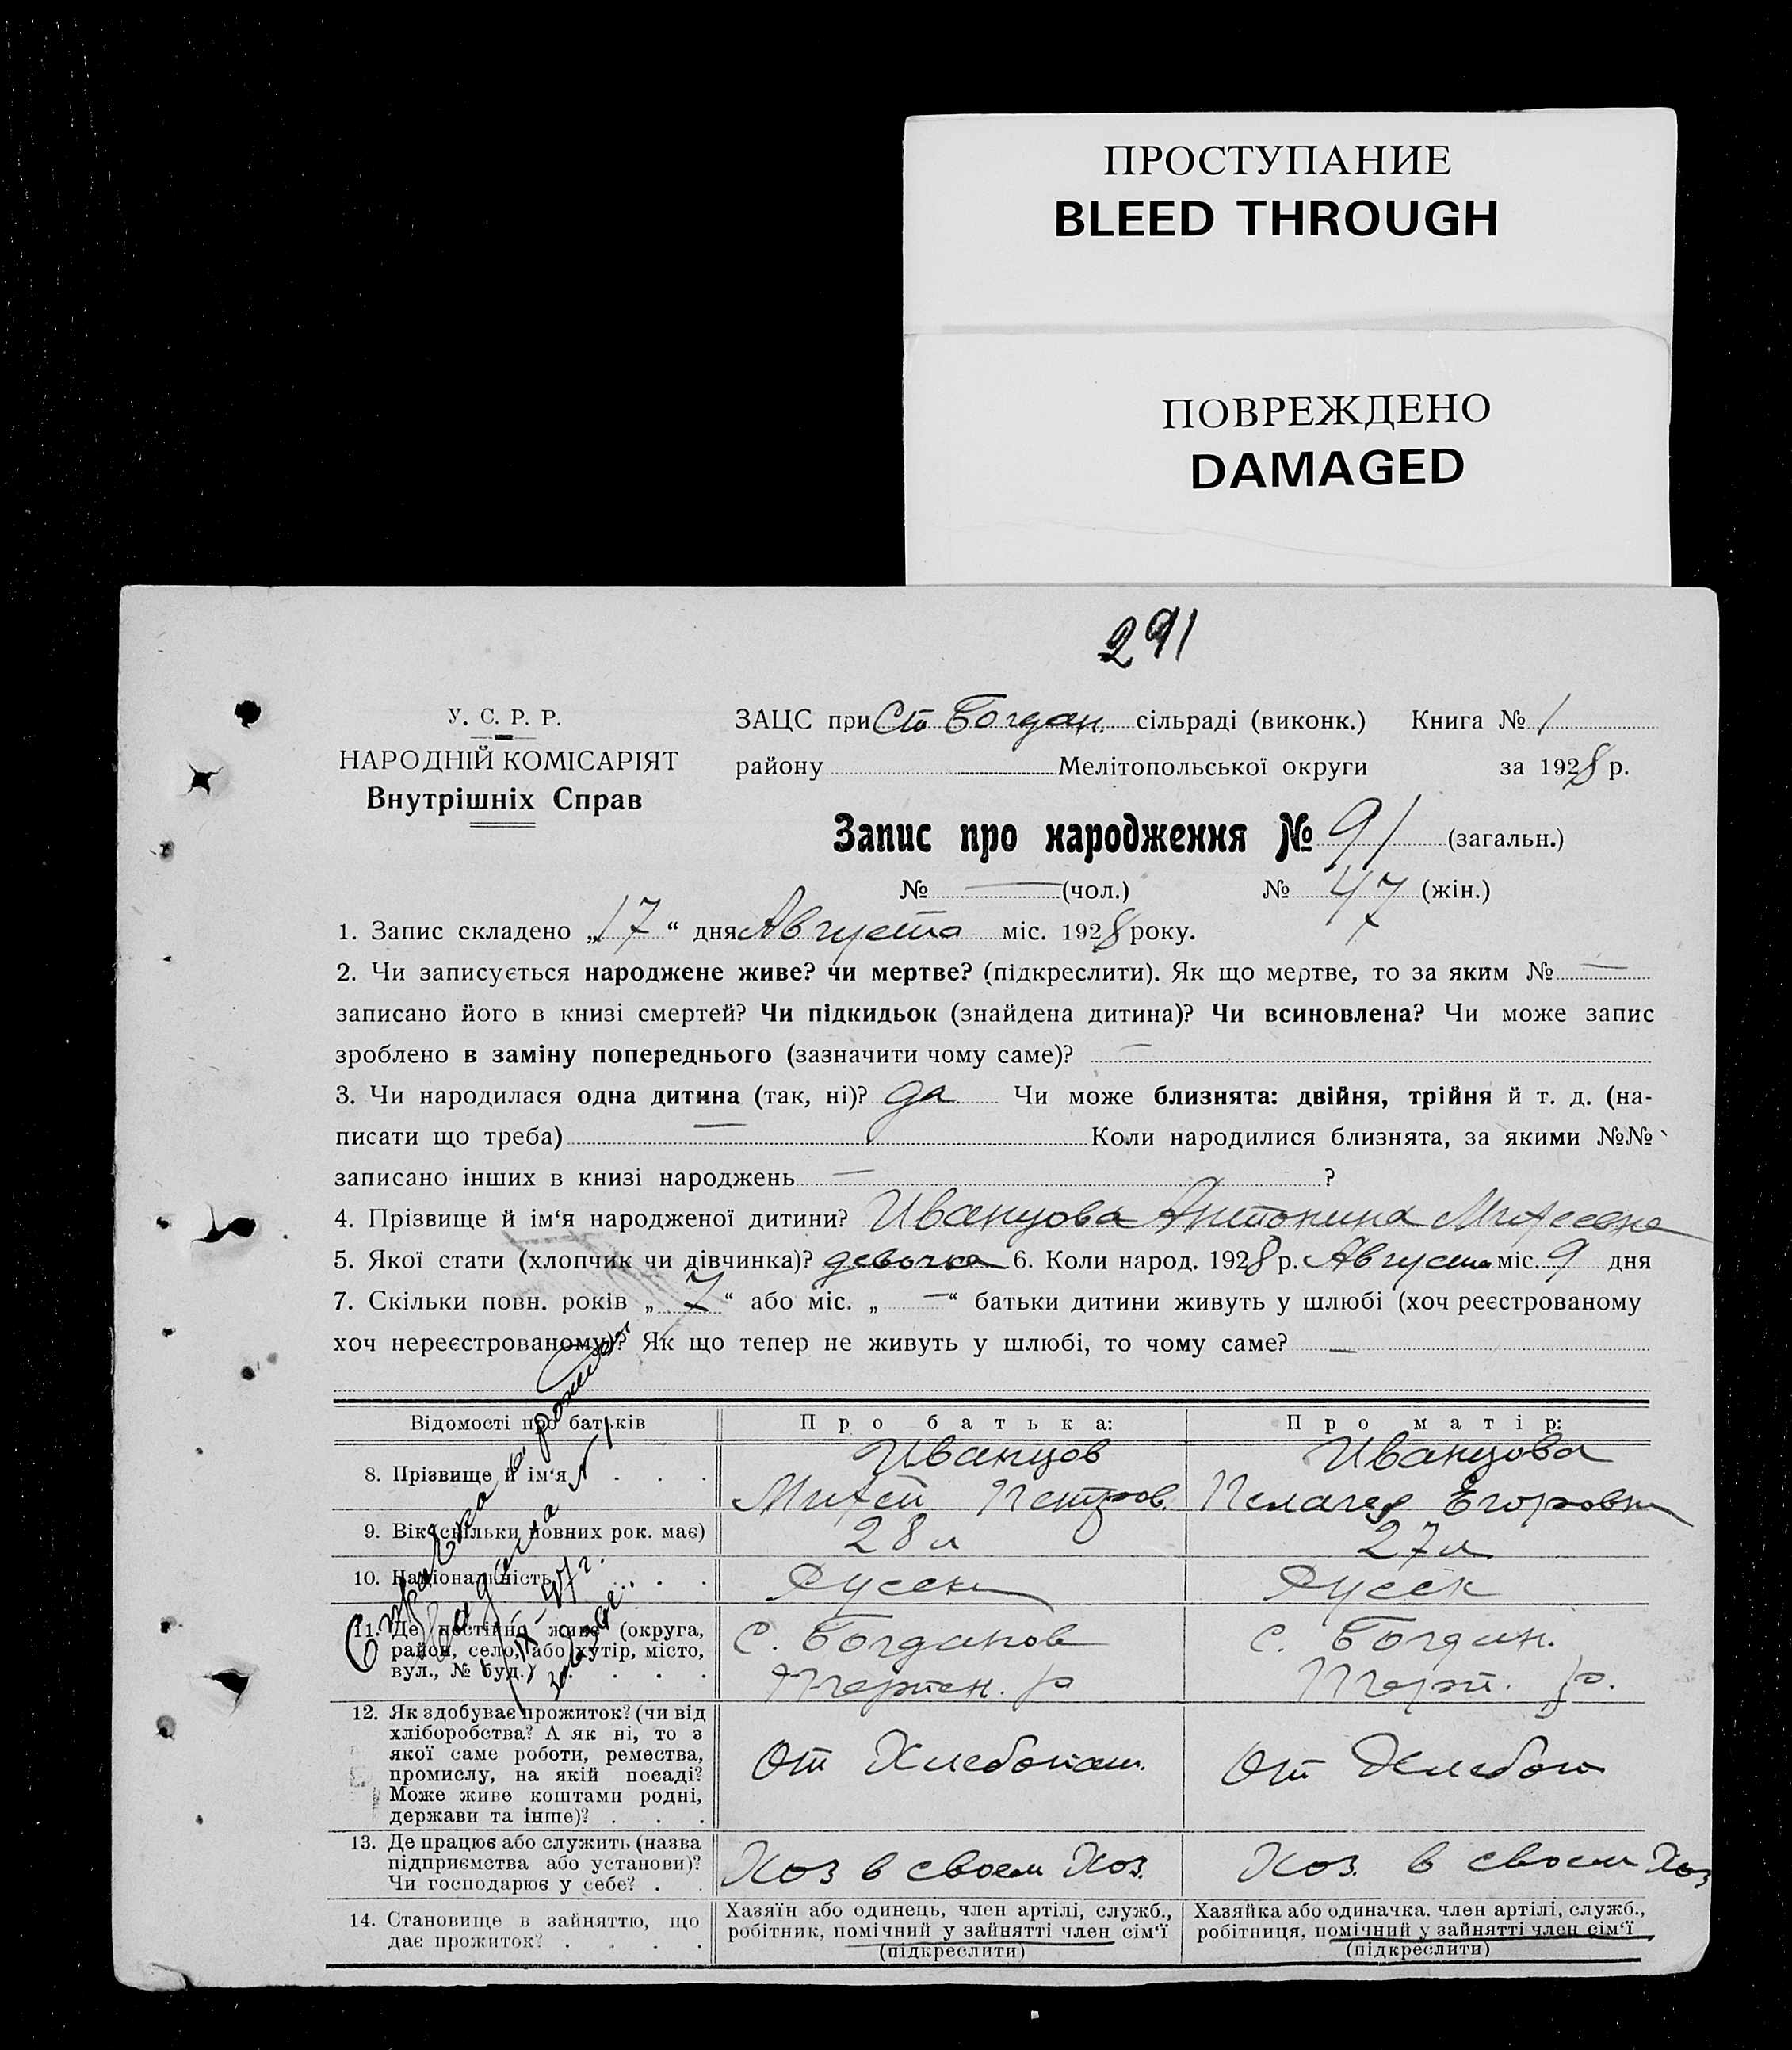 ПРОСТУПАНИЕ
BLEED THROUGH
ПОВРЕЖДЕНО
DAMAGED
291
У. С. Р. Р.
НАРОДНІЙ КОМІСАРІЯТ
Внутрішніх Справ
ЗАЦС при Богдан. сільраді (виконк.) Книга № 1
району Мелітопольської округи за 1928 р.
Запис про народження № 91 (загальн.)
№ — (чол.) № 47 (жін.)
1. Запис складено „17“ дня Августа міс. 1928 року.
2. Чи записується народжене живе? чи мертве? (підкреслити). Як що мертве, то за яким № —
записано його в книзі смертей? Чи підкидьок (знайдена дитина)? Чи всиновлена? Чи може запис
зроблено в заміну попереднього (зазначити чому саме)? —
3. Чи народилася одна дитина (так, ні)? да Чи може близнята: двійня, трійня й т. д. (на-
писати що треба) — Коли народилися близнята, за якими №№
записано інших в книзі народжень — ?
4. Прізвище й ім‘я народженої дитини? Иванцова Антонина Михеевна
5. Якої стати (хлопчик чи дівчинка)? девочка 6. Коли народ. 1928 р. Августа міс. 9 дня
7. Скільки повн. років „ 7 “ або міс. „ — “ батьки дитини живуть у шлюбі (хоч реєстрованому
хоч нереєстрованому)? Як що тепер не живуть у шлюбі, то чому саме? —
Відомості про батьків
Про батька:
Про матір:
8. Прізвище й ім‘я . . .
Иванцов
Михей Петров.
Иванцова
Пелагея Егоровн
9. Вік (скільки повних рок. має)
28 л
27 л
10. Національність . . . .
Русски
Русск
11. Де постійно живе (округа,
район, село, або хутір, місто,
вул., № буд.) . . . .
с. Богданов
Терпен. р
с. Богдан.
Терп. р.
12. Як здобуває прожиток? (чи від
хліборобства? А як ні, то з
якої саме роботи, ремества,
промислу, на якій посаді?
Може живе коштами родні,
держави та інше)? . . .
От Хлебопаш.
От Хлебоп
13. Де працює або служить (назва
підприємства або установи)?
Чи господарює у себе? . .
Хоз в своем Хоз.
Хоз. в своем Хоз
14. Становище в зайняттю, що
дає прожиток? . . . .
Хазяїн або одинець, член артілі, служб.,
робітник, помічний у зайнятті член сім‘ї
(підкреслити)
Хазяйка або одиначка. член артілі, служб.,
робітниця, помічний у зайнятті член сім‘ї
(підкреслити)
Справка о рожден